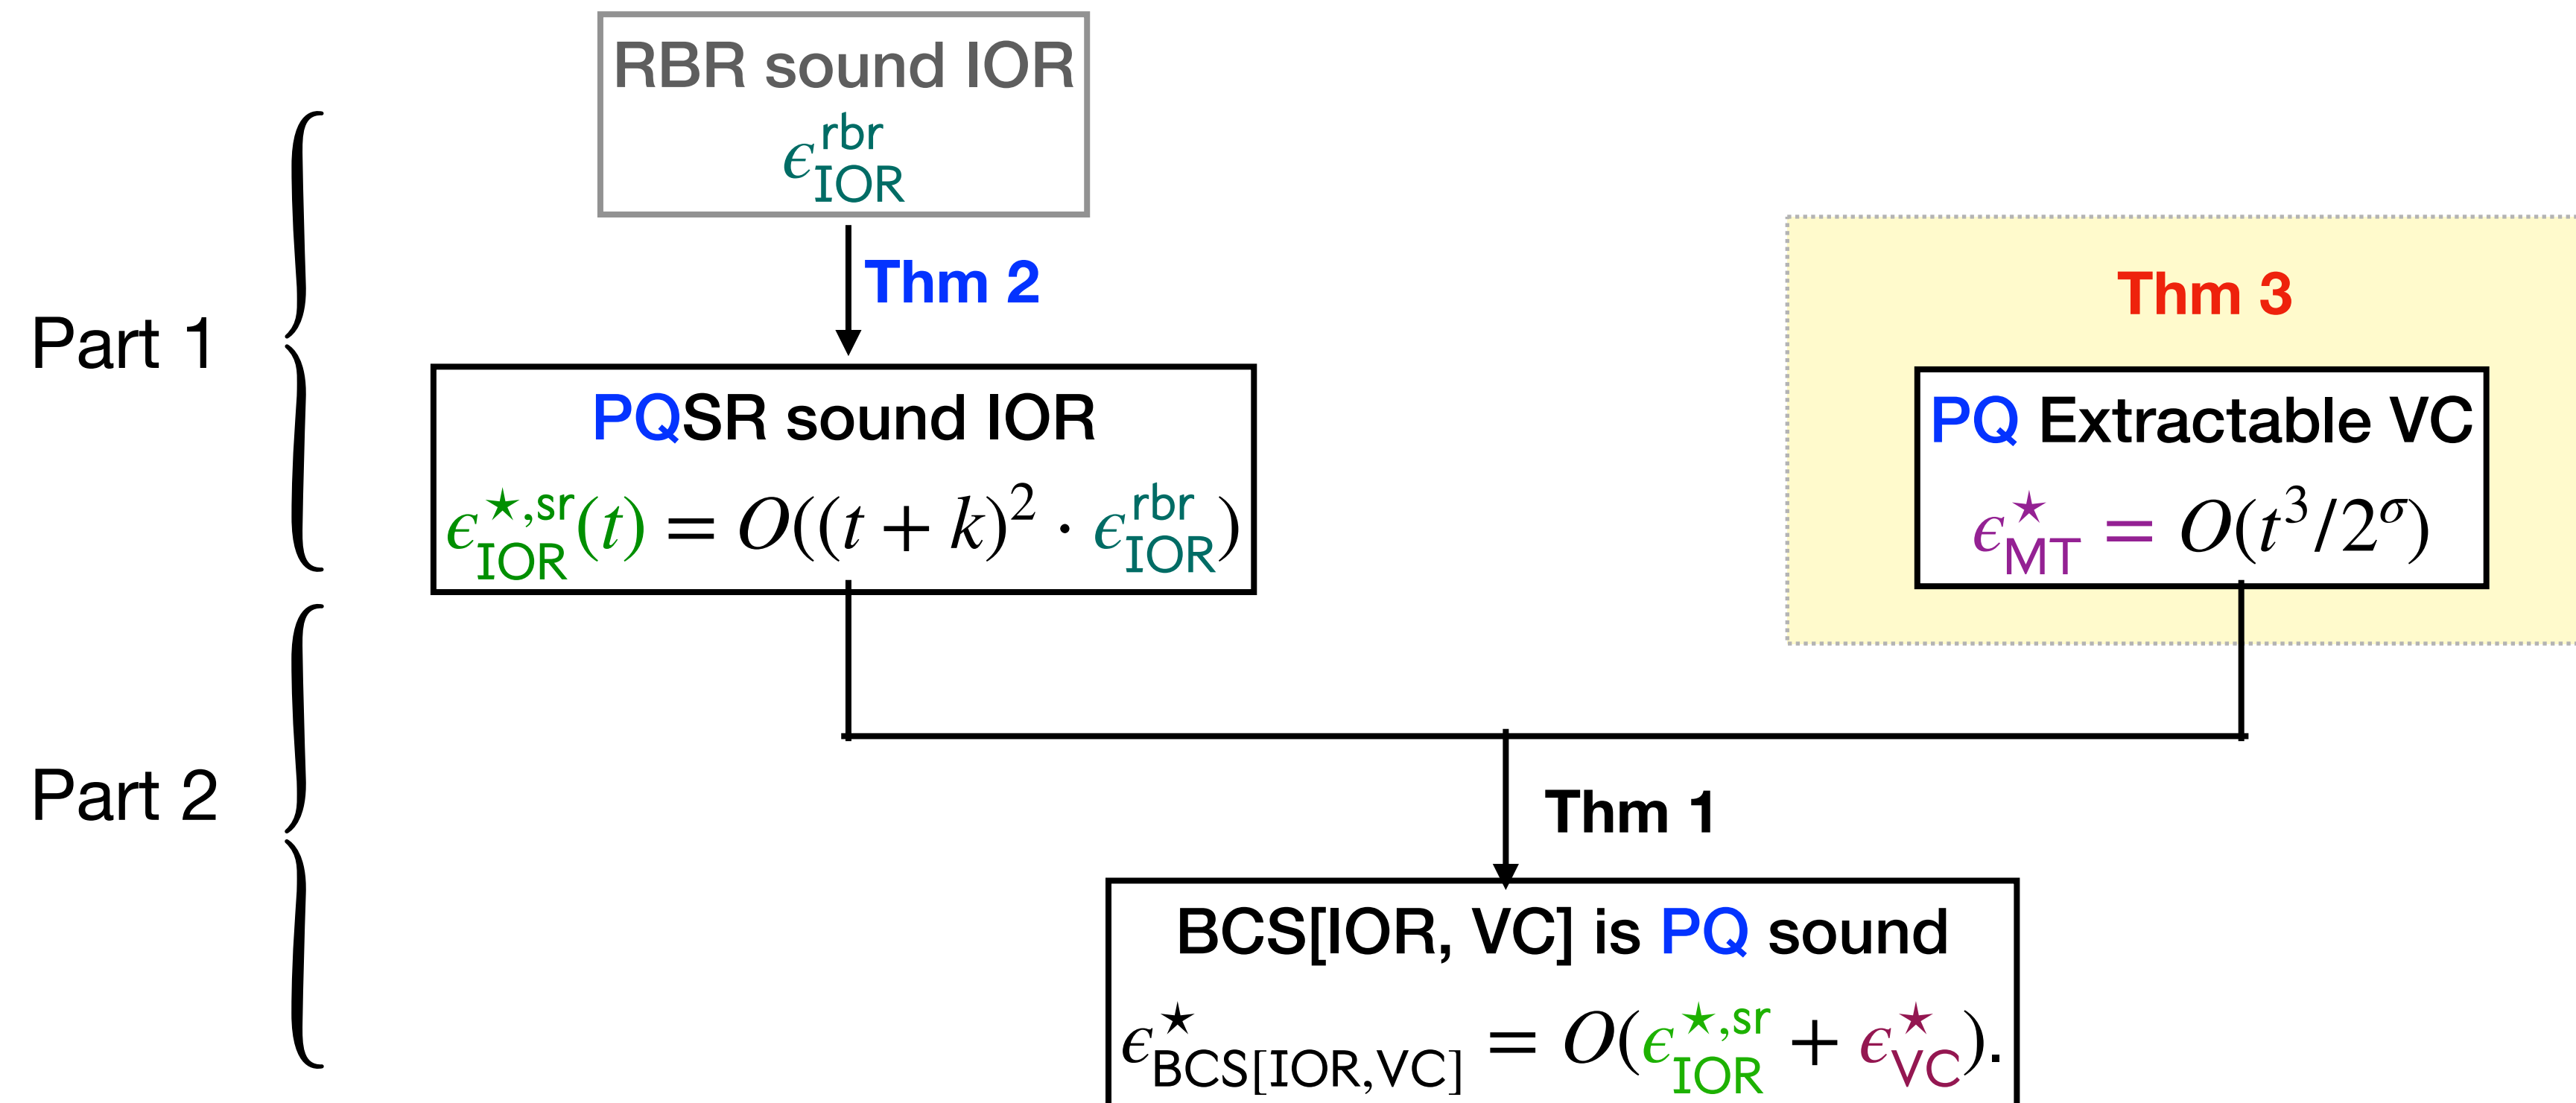 RBR sound IOR
ϵ^rbr_IOR
Thm 2
Part 1
PQSR sound IOR
ϵ^⋆,sr_IOR(t) = O((t + k)² · ϵ^rbr_IOR)
Thm 3
PQ Extractable VC
ϵ^⋆_MT = O(t³/2^σ)
Part 2
Thm 1
BCS[IOR, VC] is PQ sound
ϵ^⋆_BCS[IOR,VC] = O(ϵ^⋆,sr_IOR + ϵ^⋆_VC).